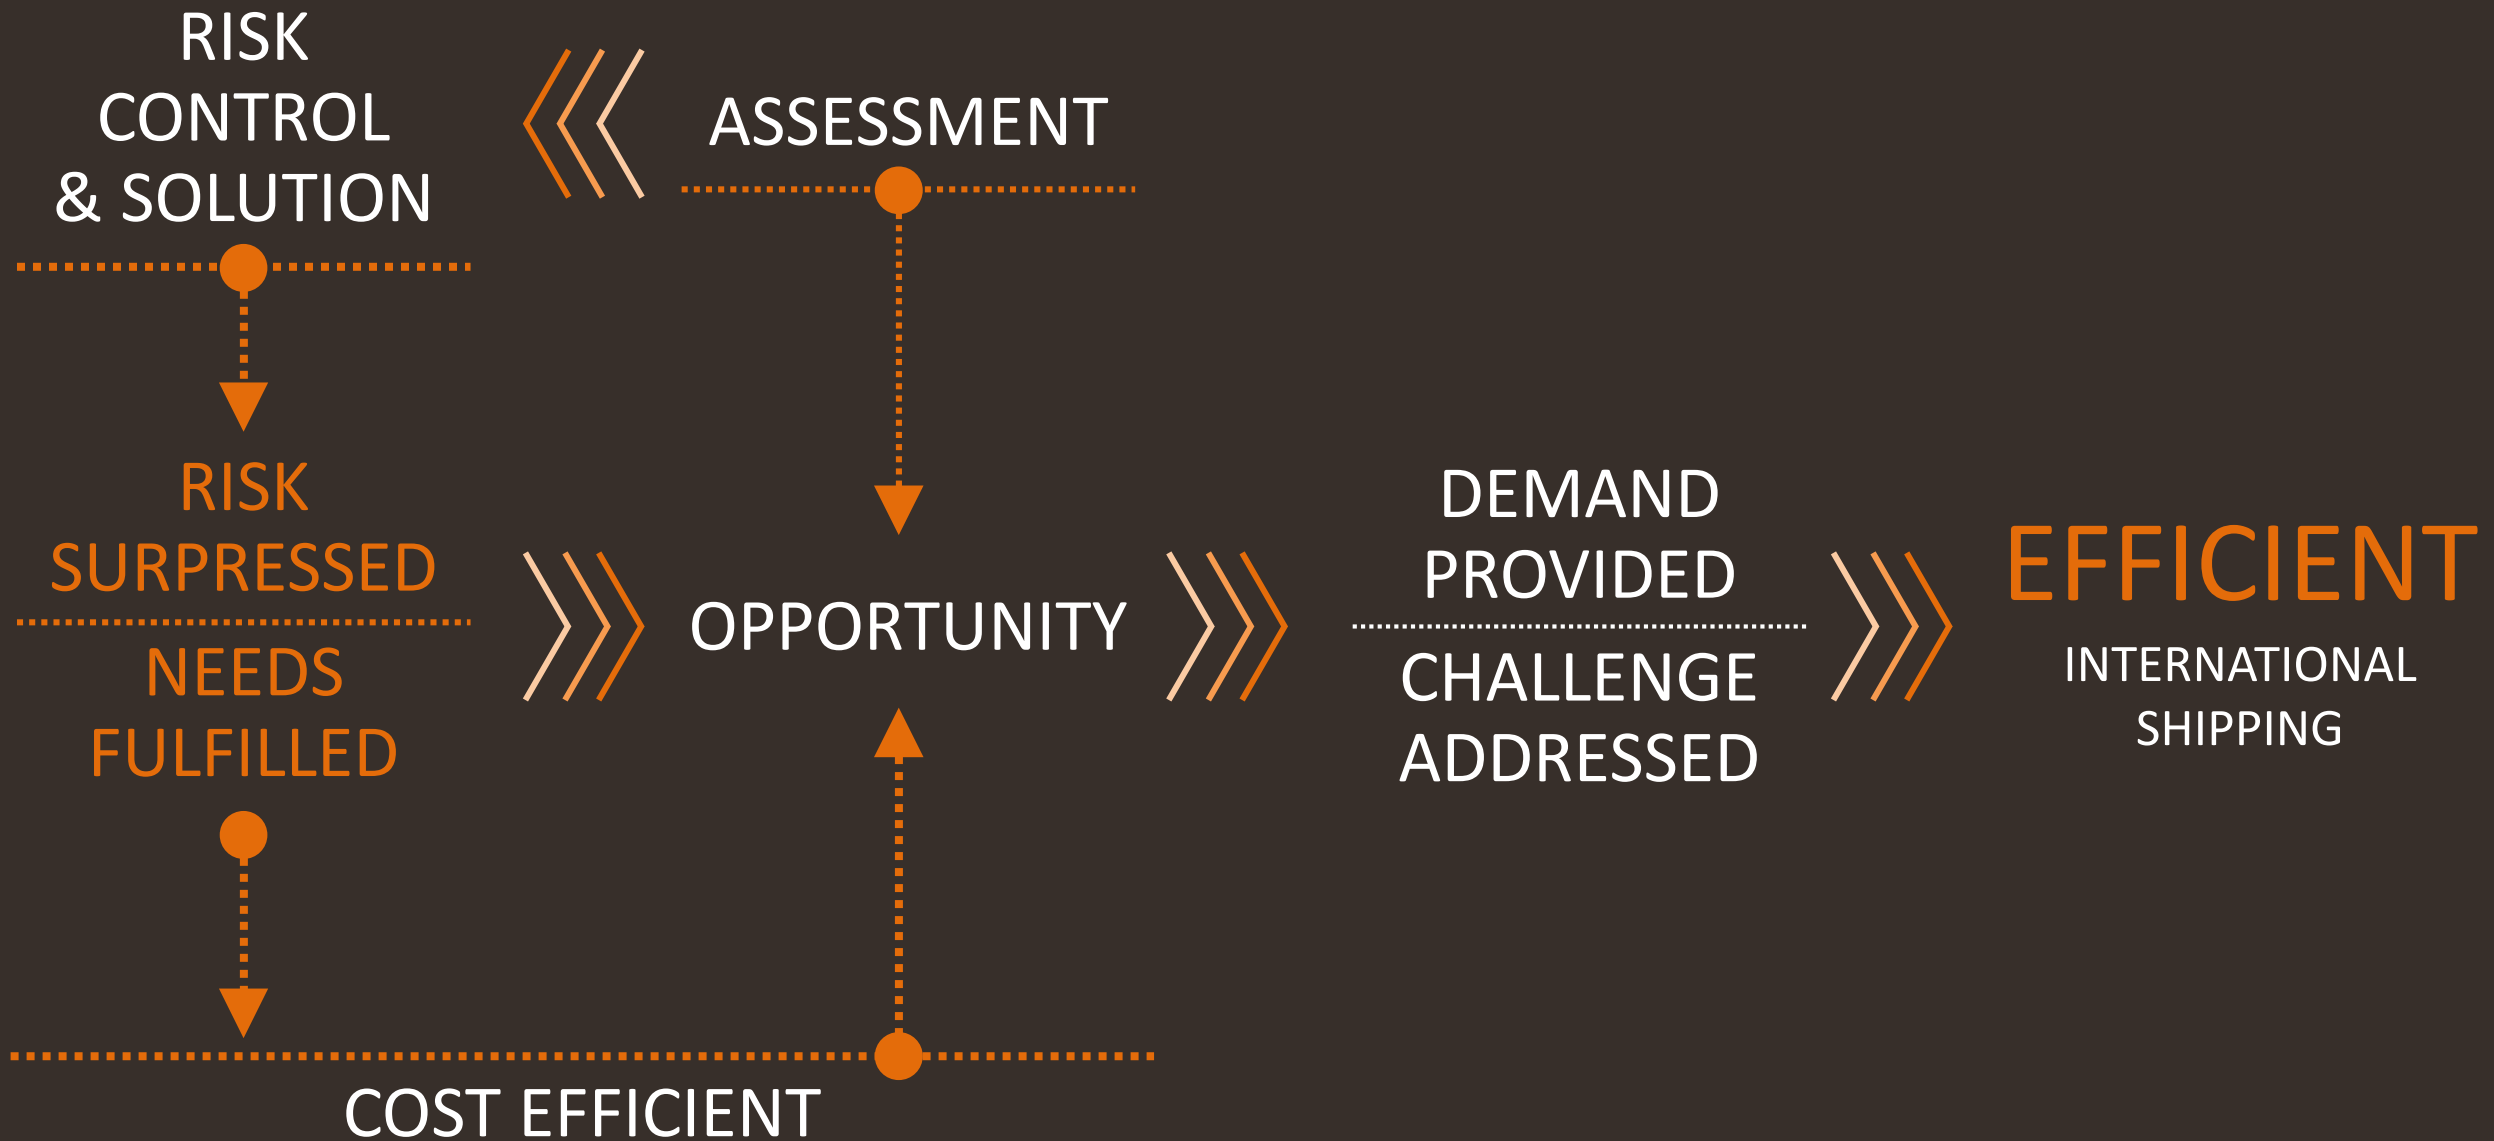 RISK
CONTROL
& SOLUTION
ASSESSMENT
RISK
SURPRESSED
NEEDS
FULFILLED
OPPORTUNITY
DEMAND
PROVIDED
CHALLENGE
ADDRESSED
EFFICIENT
INTERNATIONAL
SHIPPING
COST EFFICIENT